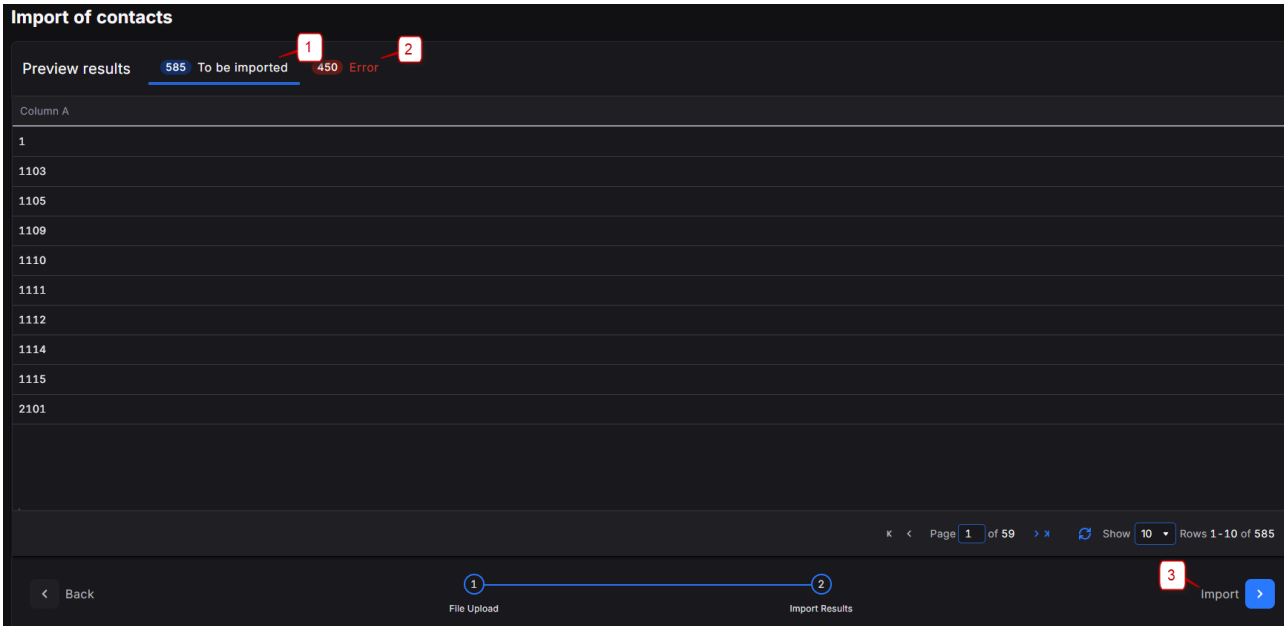 Import of contacts
1
2
Preview results 585 To be imported 450 Error
Column A
1
1103
1105
1109
1110
1111
1112
1114
1115
2101
Page 1 of 59 Show 10 Rows 1-10 of 585
3
Back 1 2 Import
File Upload Import Results